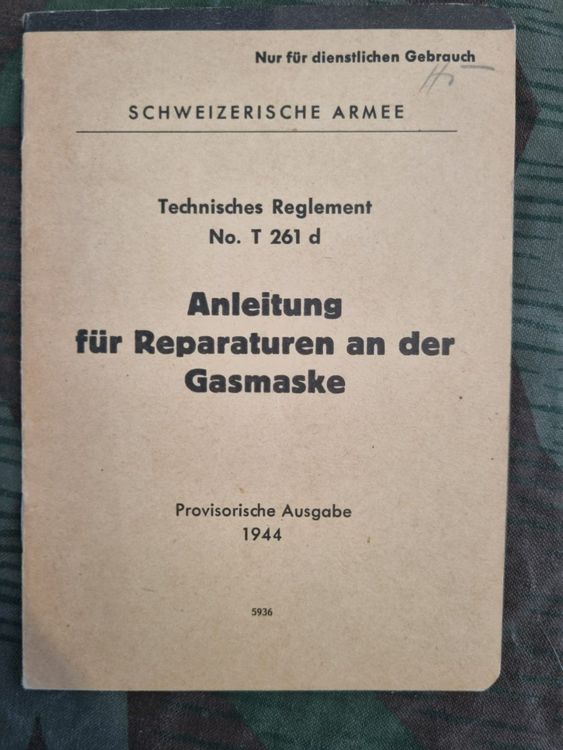 Nur für dienstlichen Gebrauch
SCHWEIZERISCHE ARMEE
Technisches Reglement
No. T 261 d
Anleitung
für Reparaturen an der
Gasmaske
Provisorische Ausgabe
1944
5936